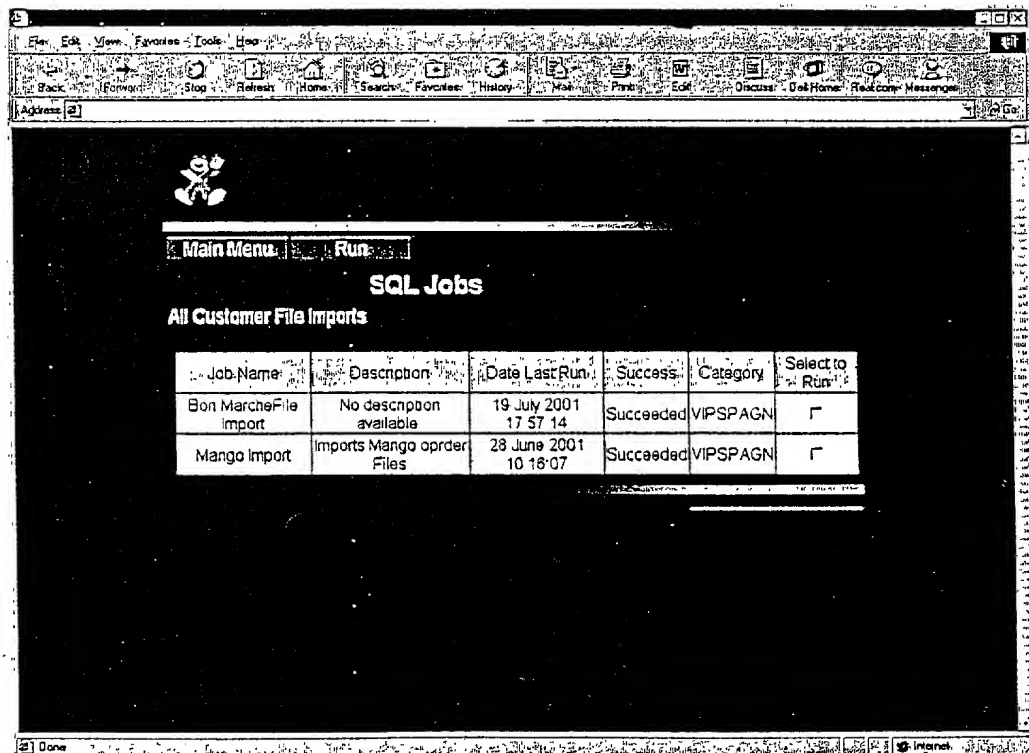 File Edit View Favorites Tools Help
Back Forward Stop Refresh Home Search Favorites History Mail Print Edit Discuss Dell Home Real.com Messenger
Address Go
Main Menu Run
SQL Jobs
All Customer File Imports
Job Name Description Date Last Run Success Category Select to Run
Bon MarcheFile Import No description available 19 July 2001 17 57 14 Succeeded VIPSPAGN
Mango Import Imports Mango oprder Files 28 June 2001 10 16:07 Succeeded VIPSPAGN
Done Internet